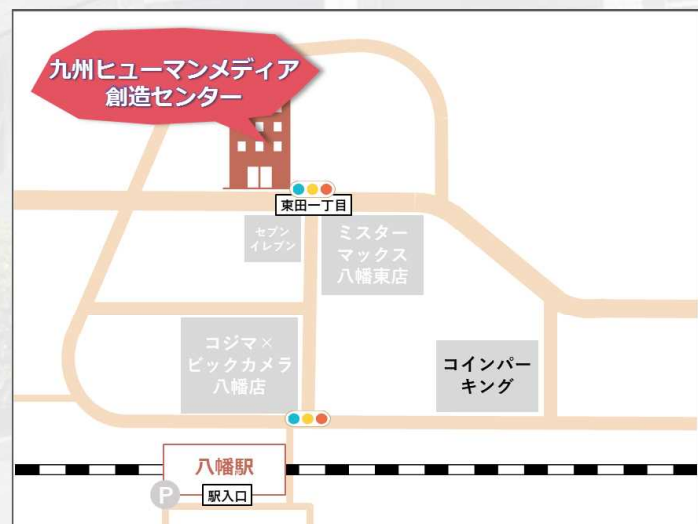 九州ヒューマンメディア
創造センター
東田一丁目
セブン
イレブン
ミスター
マックス
八幡東店
コジマ×
ビックカメラ
八幡店
コインパー
キング
八幡駅
P
駅入口